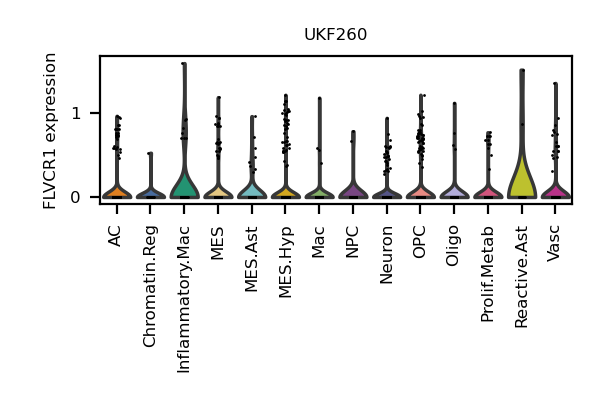 UKF260
FLVCR1 expression
1
0
AC
Chromatin.Reg
Inflammatory.Mac
MES
MES.Ast
MES.Hyp
Mac
NPC
Neuron
OPC
Oligo
Prolif.Metab
Reactive.Ast
Vasc